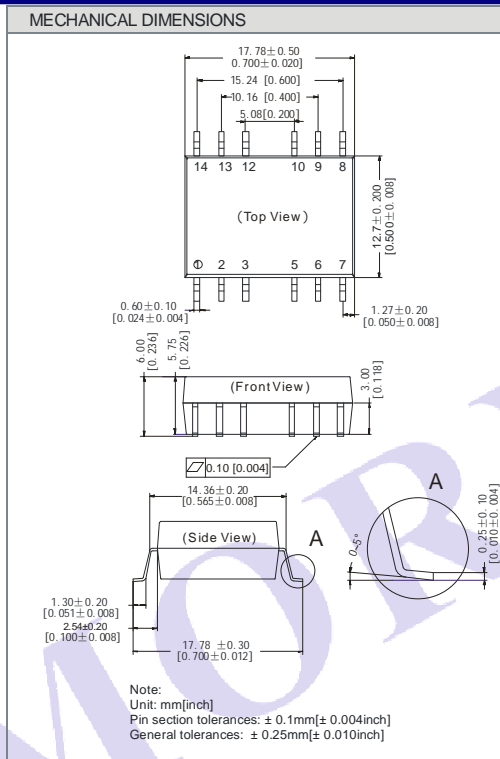 MECHANICAL DIMENSIONS
17.78±0.50
0.700±0.020]
15.24 [0.600]
10.16 [0.400]
5.08[0.200]
14 13 12 10 9 8
(Top View)
12.7±0.200
[0.500±0.008]
1 2 3 5 6 7
0.60±0.10
[0.024±0.004]
1.27±0.20
[0.050±0.008]
6.00
[0.236]
5.75
[0.226]
(Front View)
3.00
[0.118]
0.10 [0.004]
14.36±0.20
[0.565±0.008]
(Side View)
A
A
0~5°
0.25±0.10
[0.010±0.004]
1.30±0.20
[0.051±0.008]
2.54±0.20
[0.100±0.008]
17.78 ±0.30
[0.700±0.012]
Note:
Unit: mm[inch]
Pin section tolerances: ± 0.1mm[± 0.004inch]
General tolerances: ± 0.25mm[± 0.010inch]